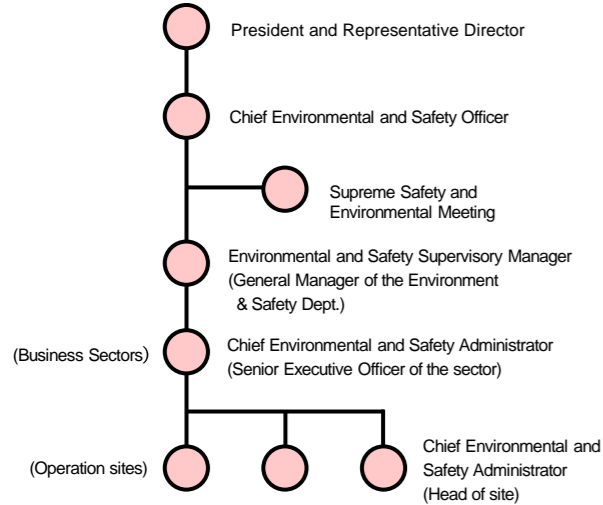 President and Representative Director
Chief Environmental and Safety Officer
Supreme Safety and
Environmental Meeting
Environmental and Safety Supervisory Manager
(General Manager of the Environment
& Safety Dept.)
(Business Sectors)
Chief Environmental and Safety Administrator
(Senior Executive Officer of the sector)
(Operation sites)
Chief Environmental and
Safety Administrator
(Head of site)